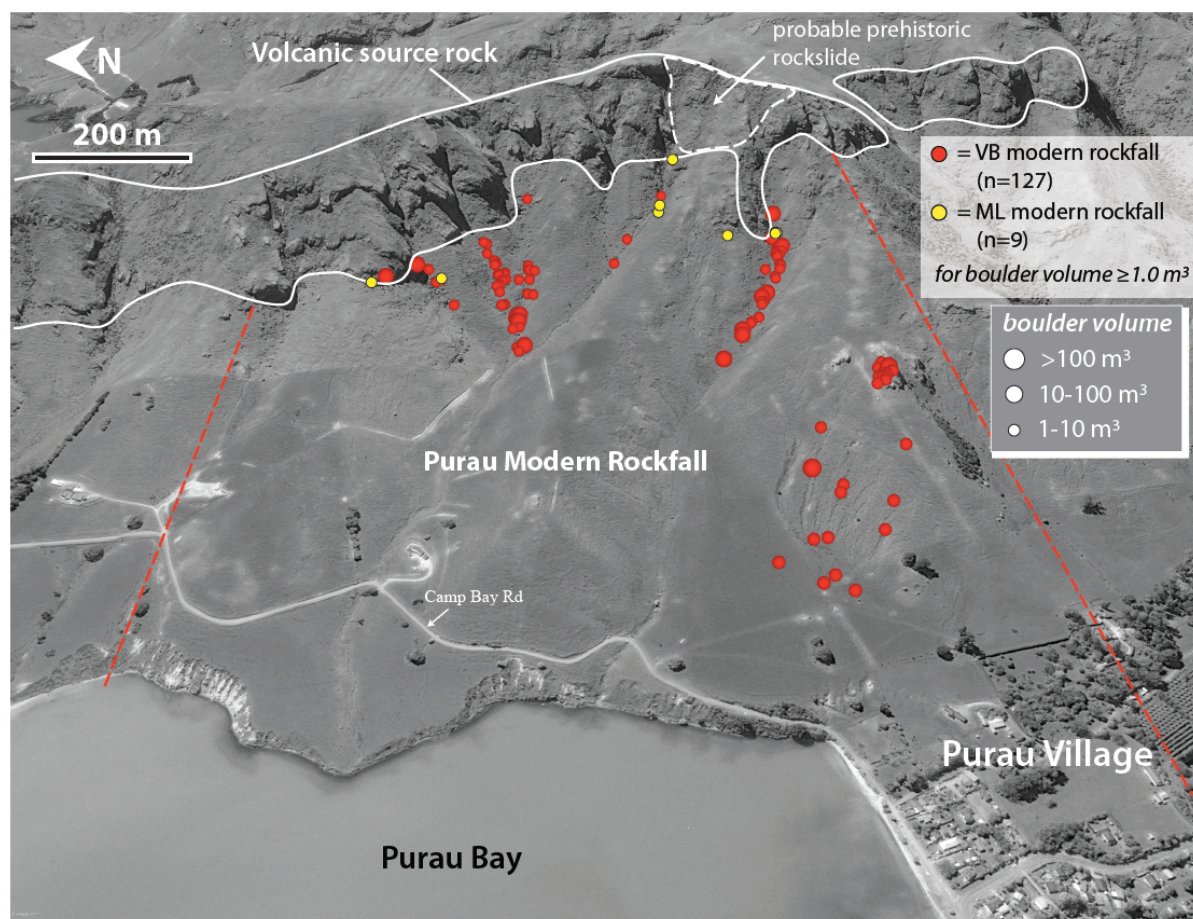 N
200 m
Volcanic source rock
probable prehistoric
rockslide
= VB modern rockfall
(n=127)
= ML modern rockfall
(n=9)
for boulder volume ≥1.0 m³
boulder volume
>100 m³
10-100 m³
1-10 m³
Purau Modern Rockfall
Camp Bay Rd
Purau Village
Purau Bay